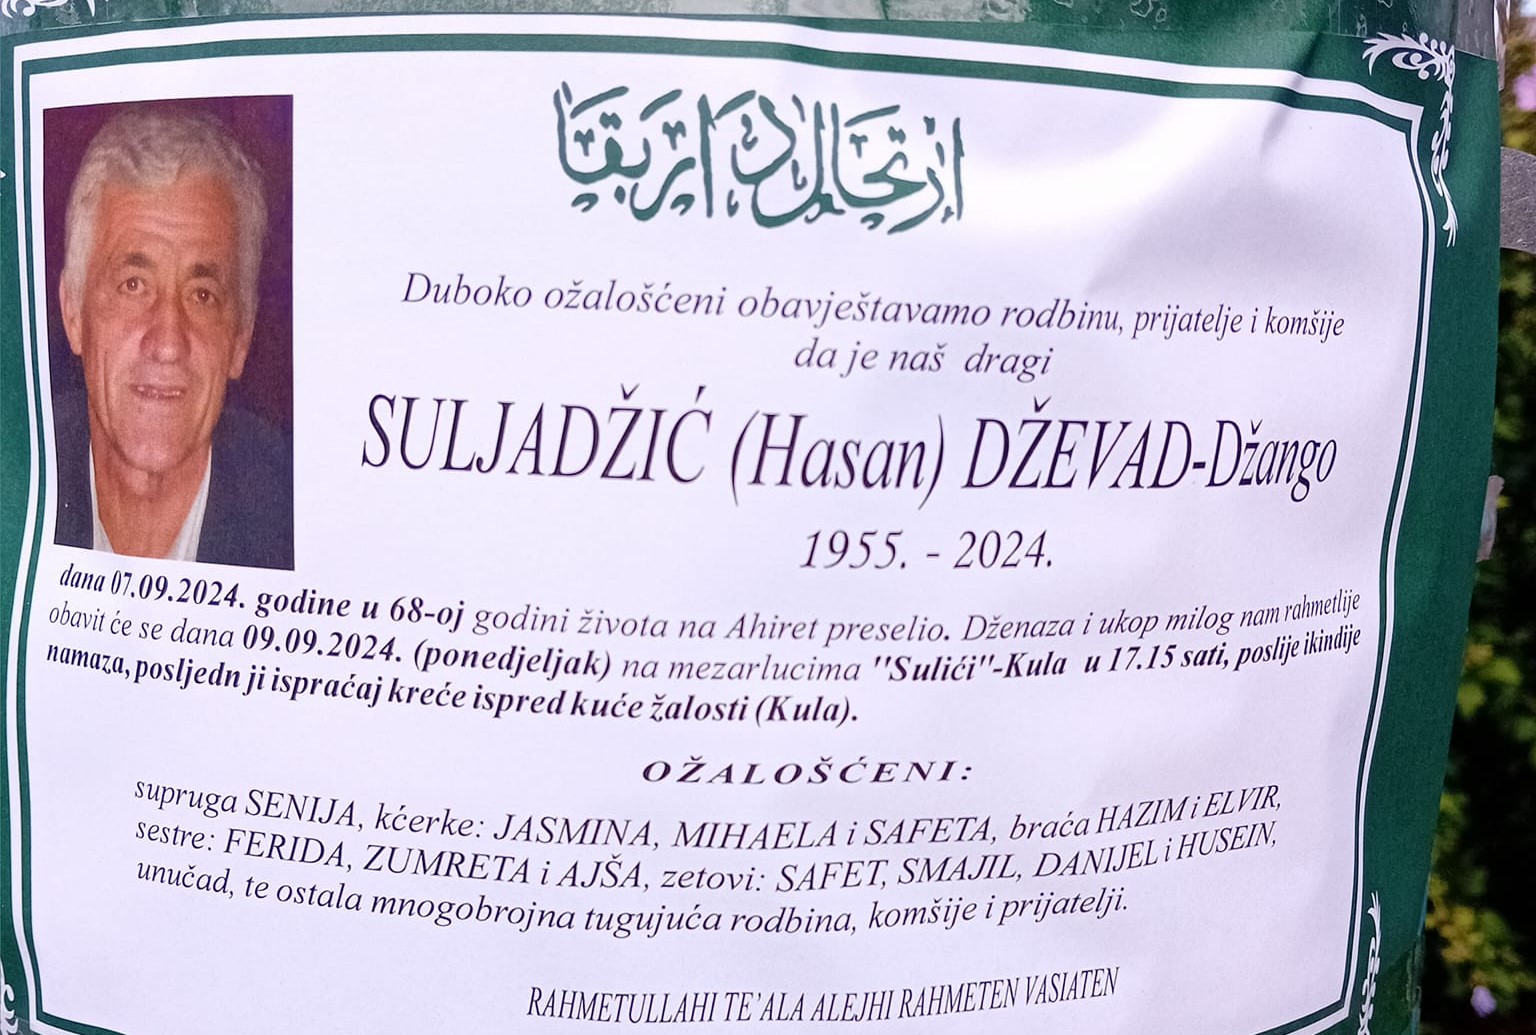 ارتحال دار بقا
Duboko ožalošćeni obavještavamo rodbinu, prijatelje i komšije
da je naš dragi
SULJADŽIĆ (Hasan) DŽEVAD-Džango
1955. - 2024.
dana 07.09.2024. godine u 68-oj godini života na Ahiret preselio. Dženaza i ukop milog nam rahmetlije
obavit će se dana 09.09.2024. (ponedjeljak) na mezarlucima "Sulići"-Kula u 17.15 sati, poslije ikindije
namaza, posljedn ji ispraćaj kreće ispred kuće žalosti (Kula).
OŽALOŠĆENI:
supruga SENIJA, kćerke: JASMINA, MIHAELA i SAFETA, braća HAZIM i ELVIR,
sestre: FERIDA, ZUMRETA i AJŠA, zetovi: SAFET, SMAJIL, DANIJEL i HUSEIN,
unučad, te ostala mnogobrojna tugujuća rodbina, komšije i prijatelji.
RAHMETULLAHI TE'ALA ALEJHI RAHMETEN VASIATEN